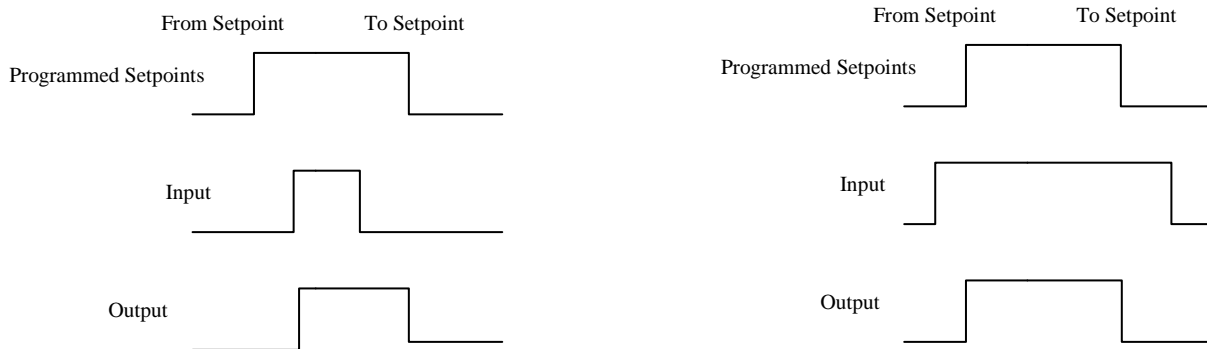 From Setpoint To Setpoint
Programmed Setpoints
Input
Output
From Setpoint To Setpoint
Programmed Setpoints
Input
Output